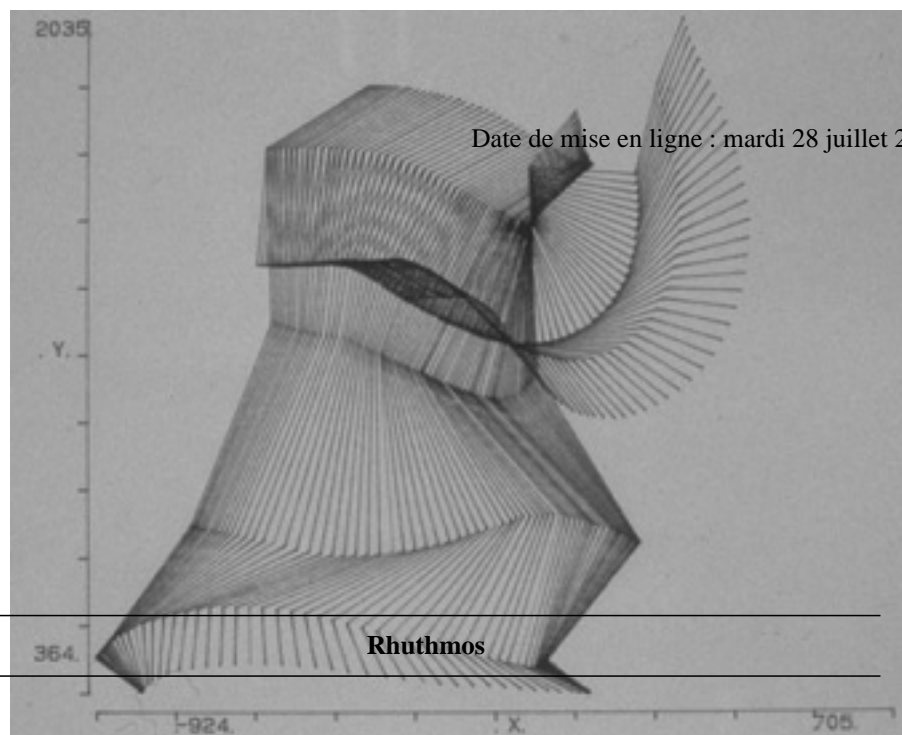 2035
Date de mise en ligne : mardi 28 juillet 2
. Y.
Rhuthmos
364.
-924.
. X.
705.